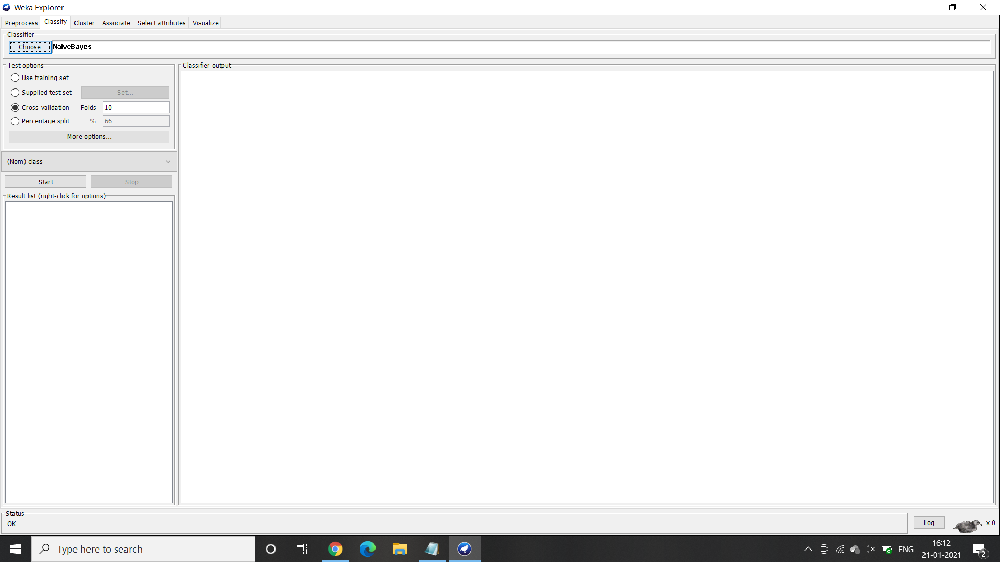 Weka Explorer
Preprocess Classify Cluster Associate Select attributes Visualize
Classifier
Choose NaiveBayes
Test options
Use training set
Supplied test set Set...
Cross-validation Folds 10
Percentage split % 66
More options...
(Nom) class
Start Stop
Result list (right-click for options)
Classifier output
Status
OK
Log x 0
Type here to search
ENG
16:12
21-01-2021
2